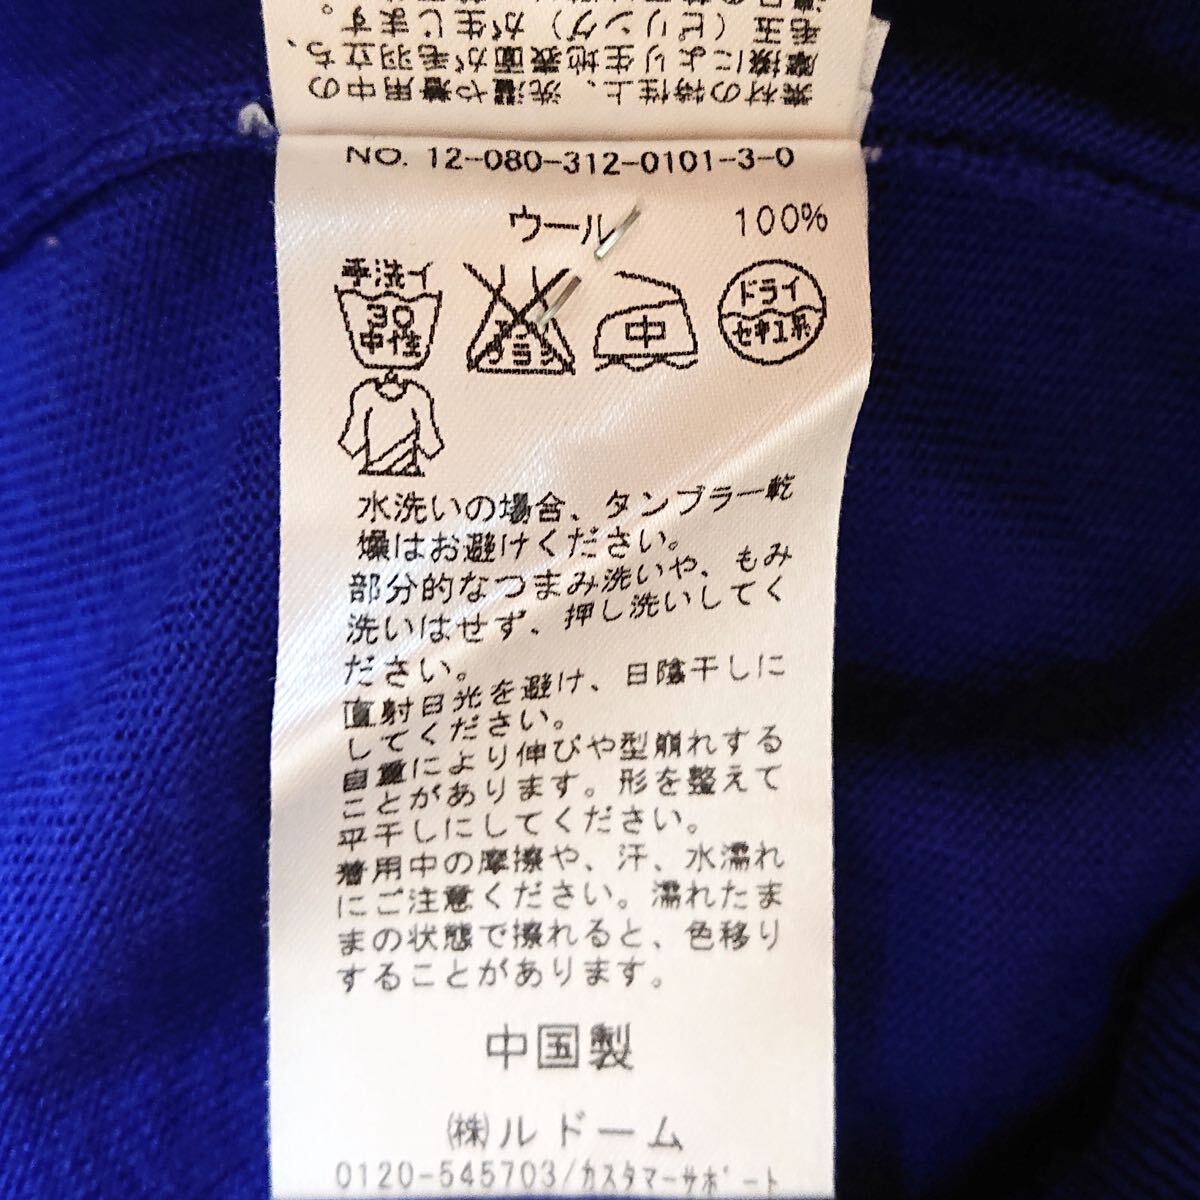 素材の特性上、洗濯や着用中の
摩擦により生地表面が毛羽立ち、
毛玉（ピリング）が生じます。
NO. 12-080-312-0101-3-0
ウール 100%
手洗イ
30
中性
エンソ
サラシ
中
ドライ
セキユ系
水洗いの場合、タンブラー乾
燥はお避けください。
部分的なつまみ洗いや、もみ
洗いはせず、押し洗いしてく
ださい。
直射日光を避け、日陰干しに
してください。
自重により伸びや型崩れする
ことがあります。形を整えて
平干しにしてください。
着用中の摩擦や、汗、水濡れ
にご注意ください。濡れたま
まの状態で擦れると、色移り
することがあります。
中国製
(株)ルドーム
0120-545703/カスタマーサポート